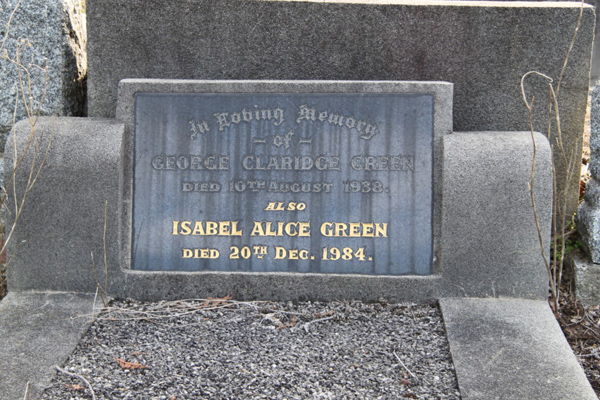 In Loving Memory
– of –
GEORGE CLARIDGE GREEN
DIED 10TH AUGUST 1938.
ALSO
ISABEL ALICE GREEN
DIED 20TH DEC. 1984.